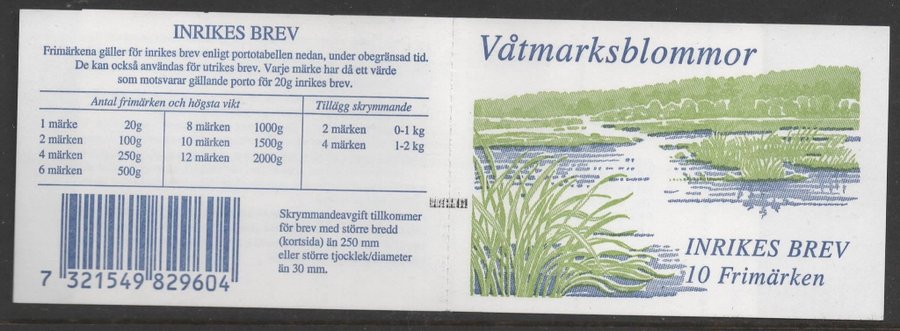 INRIKES BREV
Frimärkena gäller för inrikes brev enligt portotabellen nedan, under obegränsad tid.
De kan också användas för utrikes brev. Varje märke har då ett värde
som motsvarar gällande porto för 20g inrikes brev.
Antal frimärken och högsta vikt Tillägg skrymmande
1 märke 20g 8 märken 1000g 2 märken 0-1 kg
2 märken 100g 10 märken 1500g 4 märken 1-2 kg
4 märken 250g 12 märken 2000g
6 märken 500g
Skrymmandeavgift tillkommer
för brev med större bredd
(kortsida) än 250 mm
eller större tjocklek/diameter
än 30 mm.
7 321549 829604
Våtmarksblommor
INRIKES BREV
10 Frimärken